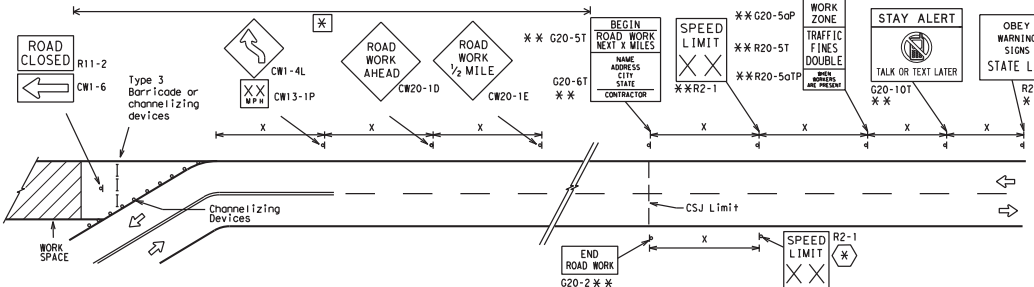 ROAD
CLOSED
R11-2
CW1-6
Type 3
Barricade or
channelizing
devices
CW1-4L
XX
MPH
CW13-1P
*
ROAD
WORK
AHEAD
CW20-1D
ROAD
WORK
1/2 MILE
CW20-1E
** G20-5T
BEGIN
ROAD WORK
NEXT X MILES
G20-6T
**
NAME
ADDRESS
CITY
STATE
CONTRACTOR
SPEED
LIMIT
XX
**R2-1
**G20-5aP
**R20-5T
**R20-5aTP
WORK
ZONE
TRAFFIC
FINES
DOUBLE
WHEN
WORKERS
ARE PRESENT
STAY ALERT
TALK OR TEXT LATER
G20-10T
**
OBEY
WARNING
SIGNS
STATE L
R2
*
X
X
X
X
X
X
X
WORK
SPACE
Channelizing
Devices
CSJ Limit
END
ROAD WORK
G20-2 **
X
SPEED
LIMIT
XX
R2-1
*